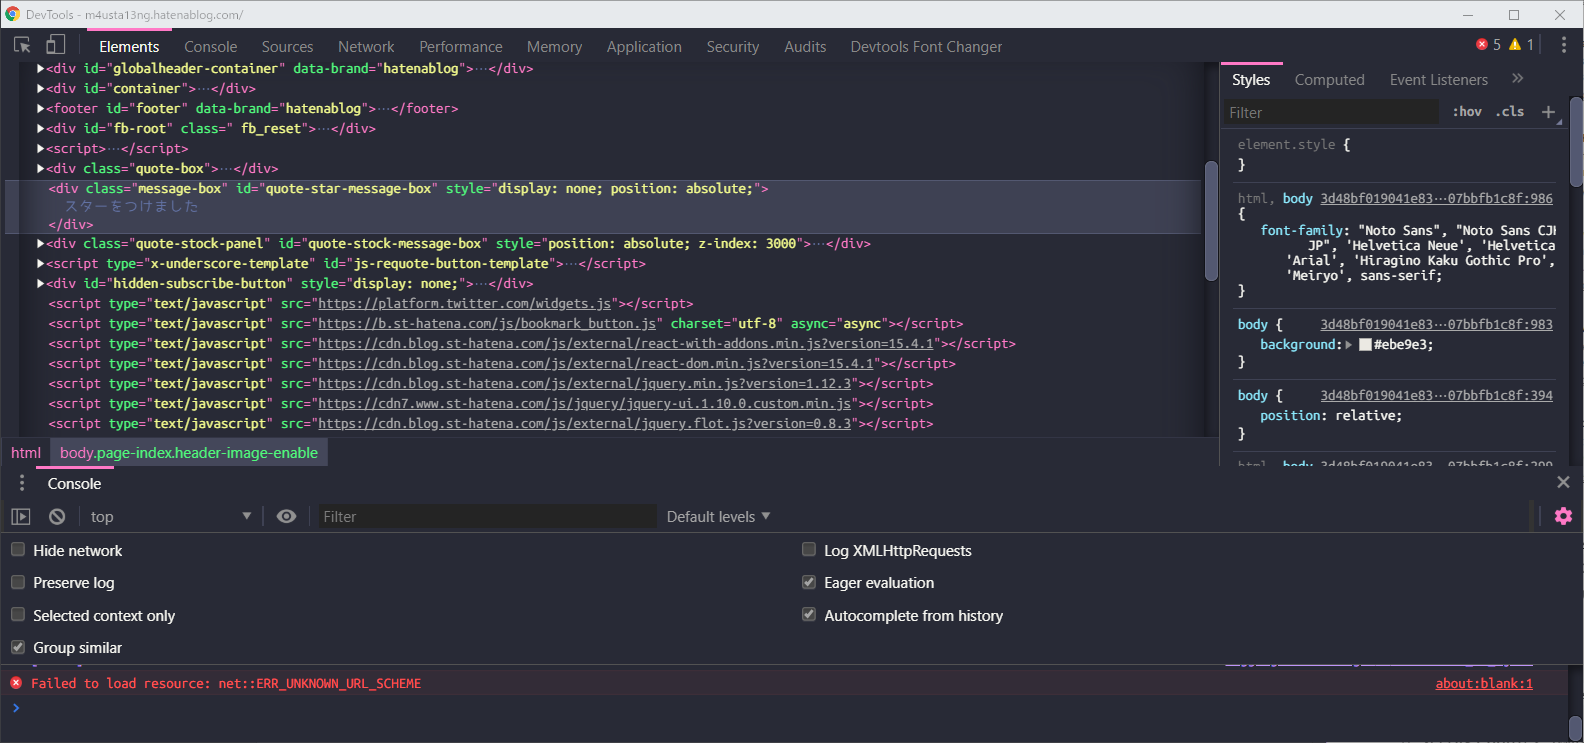 DevTools - m4usta13ng.hatenablog.com/
Elements Console Sources Network Performance Memory Application Security Audits Devtools Font Changer 5 1
▶<div id="globalheader-container" data-brand="hatenablog">…</div>
▶<div id="container">…</div>
▶<footer id="footer" data-brand="hatenablog">…</footer>
▶<div id="fb-root" class=" fb_reset">…</div>
▶<script>…</script>
▶<div class="quote-box">…</div>
<div class="message-box" id="quote-star-message-box" style="display: none; position: absolute;">
スターをつけました
</div>
▶<div class="quote-stock-panel" id="quote-stock-message-box" style="position: absolute; z-index: 3000">…</div>
▶<script type="x-underscore-template" id="js-requote-button-template">…</script>
▶<div id="hidden-subscribe-button" style="display: none;">…</div>
<script type="text/javascript" src="https://platform.twitter.com/widgets.js"></script>
<script type="text/javascript" src="https://b.st-hatena.com/js/bookmark_button.js" charset="utf-8" async="async"></script>
<script type="text/javascript" src="https://cdn.blog.st-hatena.com/js/external/react-with-addons.min.js?version=15.4.1"></script>
<script type="text/javascript" src="https://cdn.blog.st-hatena.com/js/external/react-dom.min.js?version=15.4.1"></script>
<script type="text/javascript" src="https://cdn.blog.st-hatena.com/js/external/jquery.min.js?version=1.12.3"></script>
<script type="text/javascript" src="https://cdn7.www.st-hatena.com/js/jquery/jquery-ui.1.10.0.custom.min.js"></script>
<script type="text/javascript" src="https://cdn.blog.st-hatena.com/js/external/jquery.flot.js?version=0.8.3"></script>
html body.page-index.header-image-enable
Styles Computed Event Listeners »
Filter :hov .cls +
element.style {
}
html, body 3d48bf019041e83…07bbfb1c8f:986
{
font-family: "Noto Sans", "Noto Sans CJK
JP", 'Helvetica Neue', 'Helvetica
'Arial', 'Hiragino Kaku Gothic Pro',
'Meiryo', sans-serif;
}
body { 3d48bf019041e83…07bbfb1c8f:983
background:▶ #ebe9e3;
}
body { 3d48bf019041e83…07bbfb1c8f:394
position: relative;
}
html, body 3d48bf019041e83…07bbfb1c8f:299
Console
top ▼ Filter Default levels ▼
Hide network Log XMLHttpRequests
Preserve log Eager evaluation
Selected context only Autocomplete from history
Group similar
Failed to load resource: net::ERR_UNKNOWN_URL_SCHEME about:blank:1
>